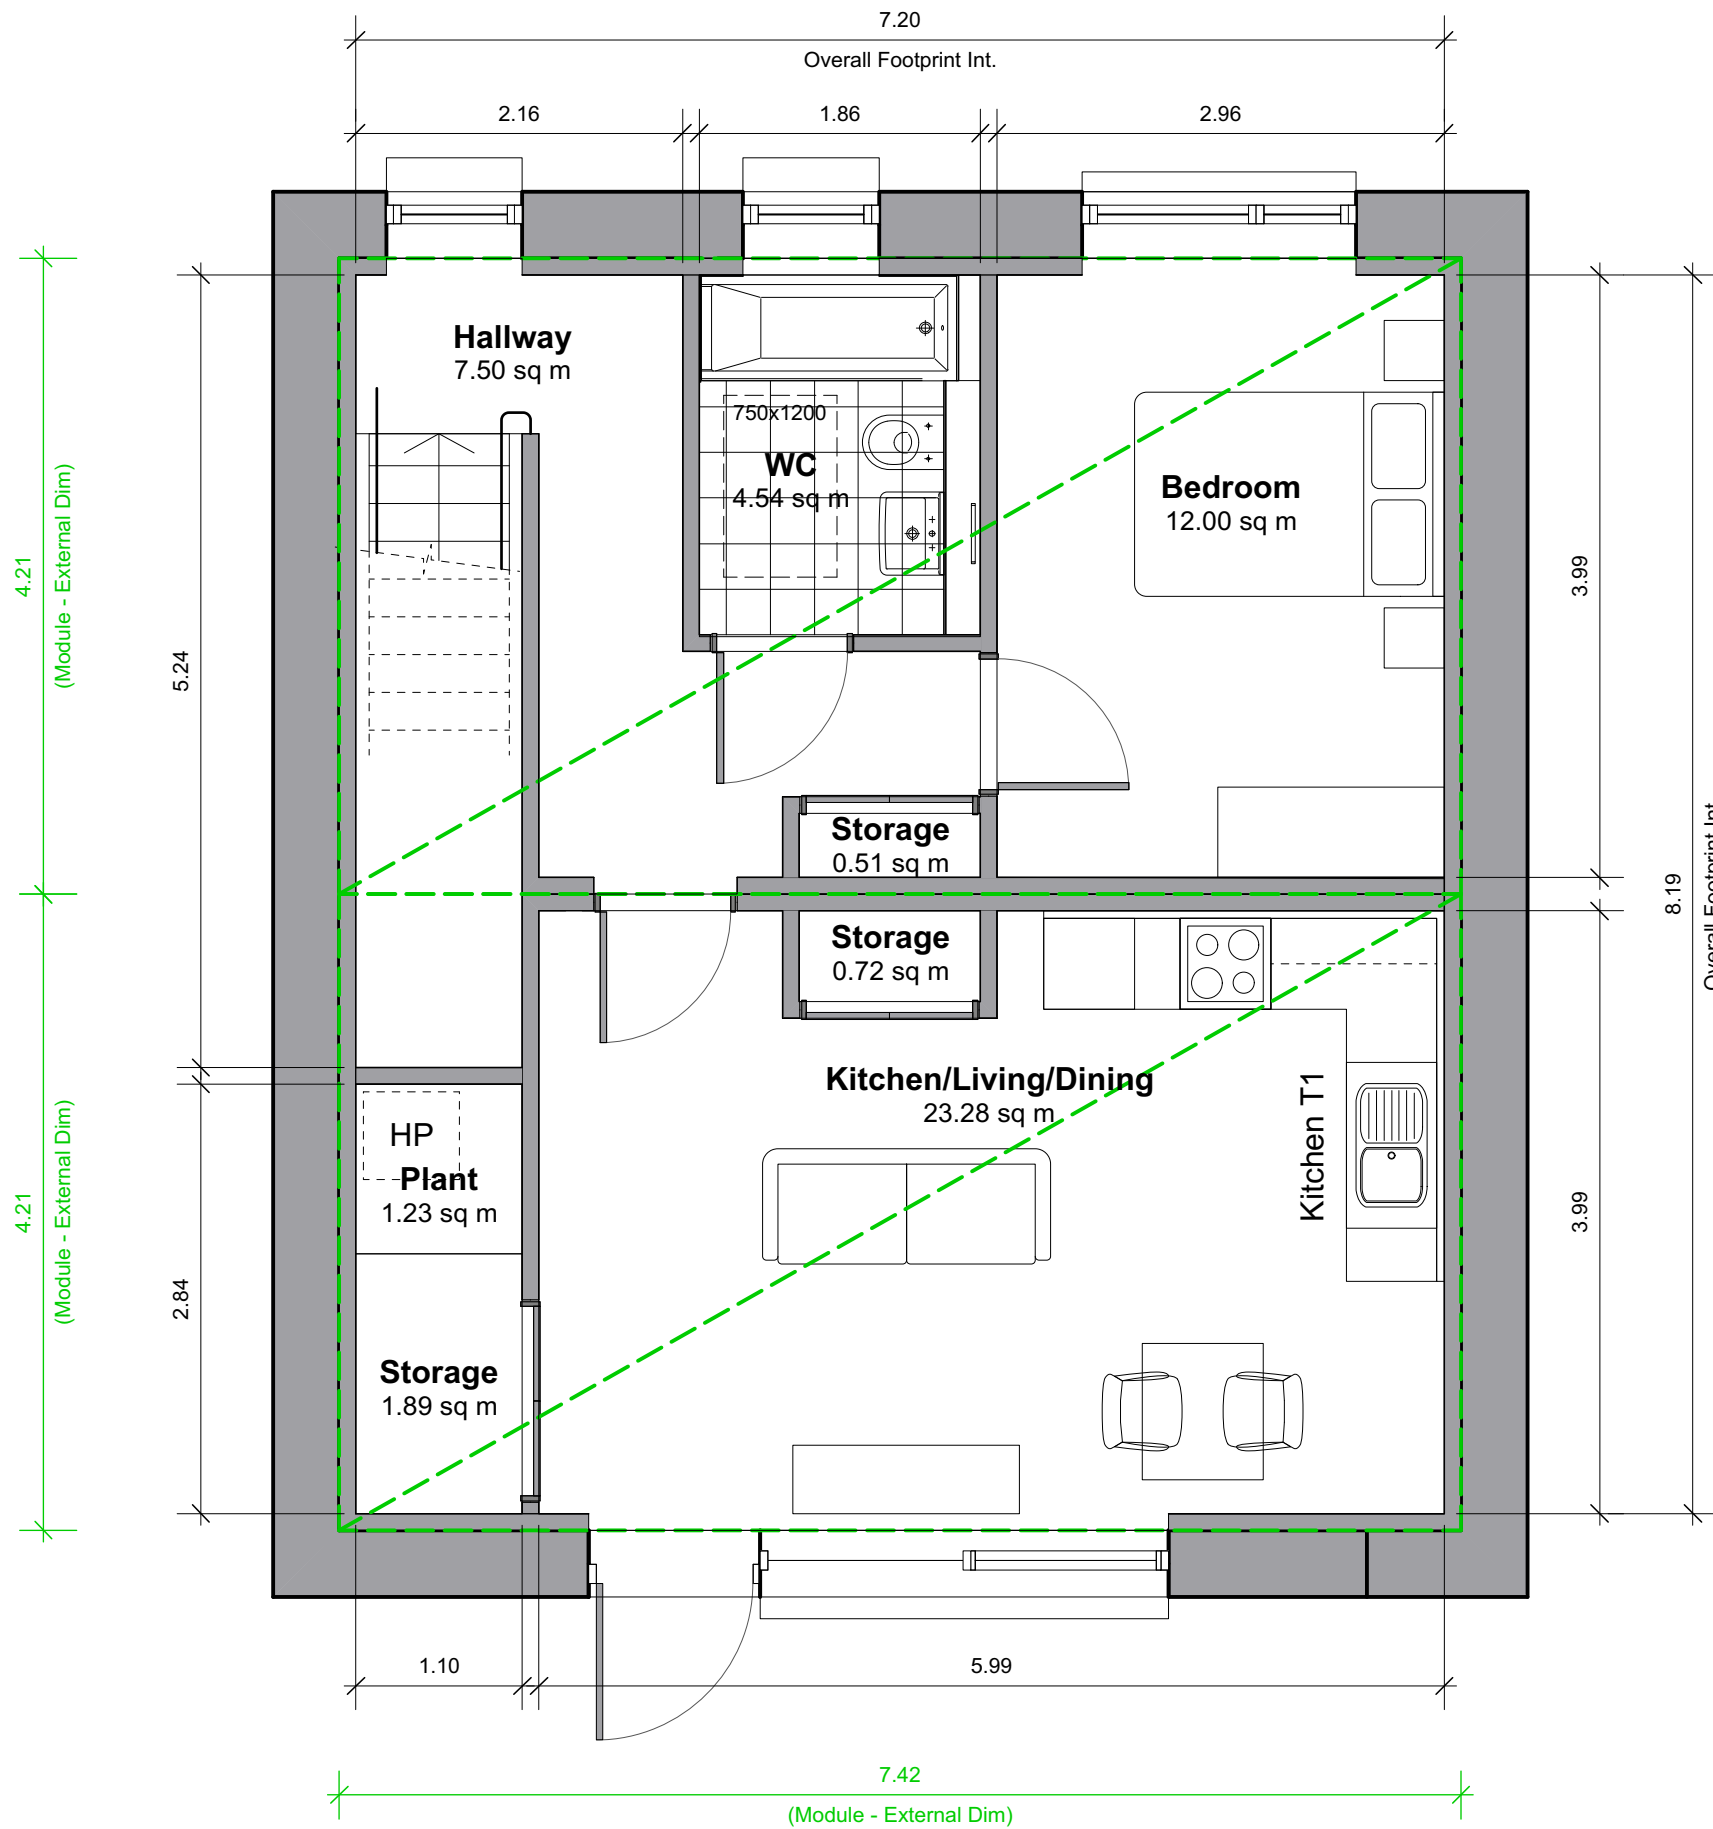 7.20
Overall Footprint Int.
2.16
1.86
2.96
Hallway
7.50 sq m
750x1200
WC
4.54 sq m
Bedroom
12.00 sq m
4.21
(Module - External Dim)
5.24
3.99
8.19
Overall Footprint Int.
Storage
0.51 sq m
Storage
0.72 sq m
Kitchen/Living/Dining
23.28 sq m
Kitchen T1
HP
Plant
1.23 sq m
4.21
(Module - External Dim)
2.84
3.99
Storage
1.89 sq m
1.10
5.99
7.42
(Module - External Dim)